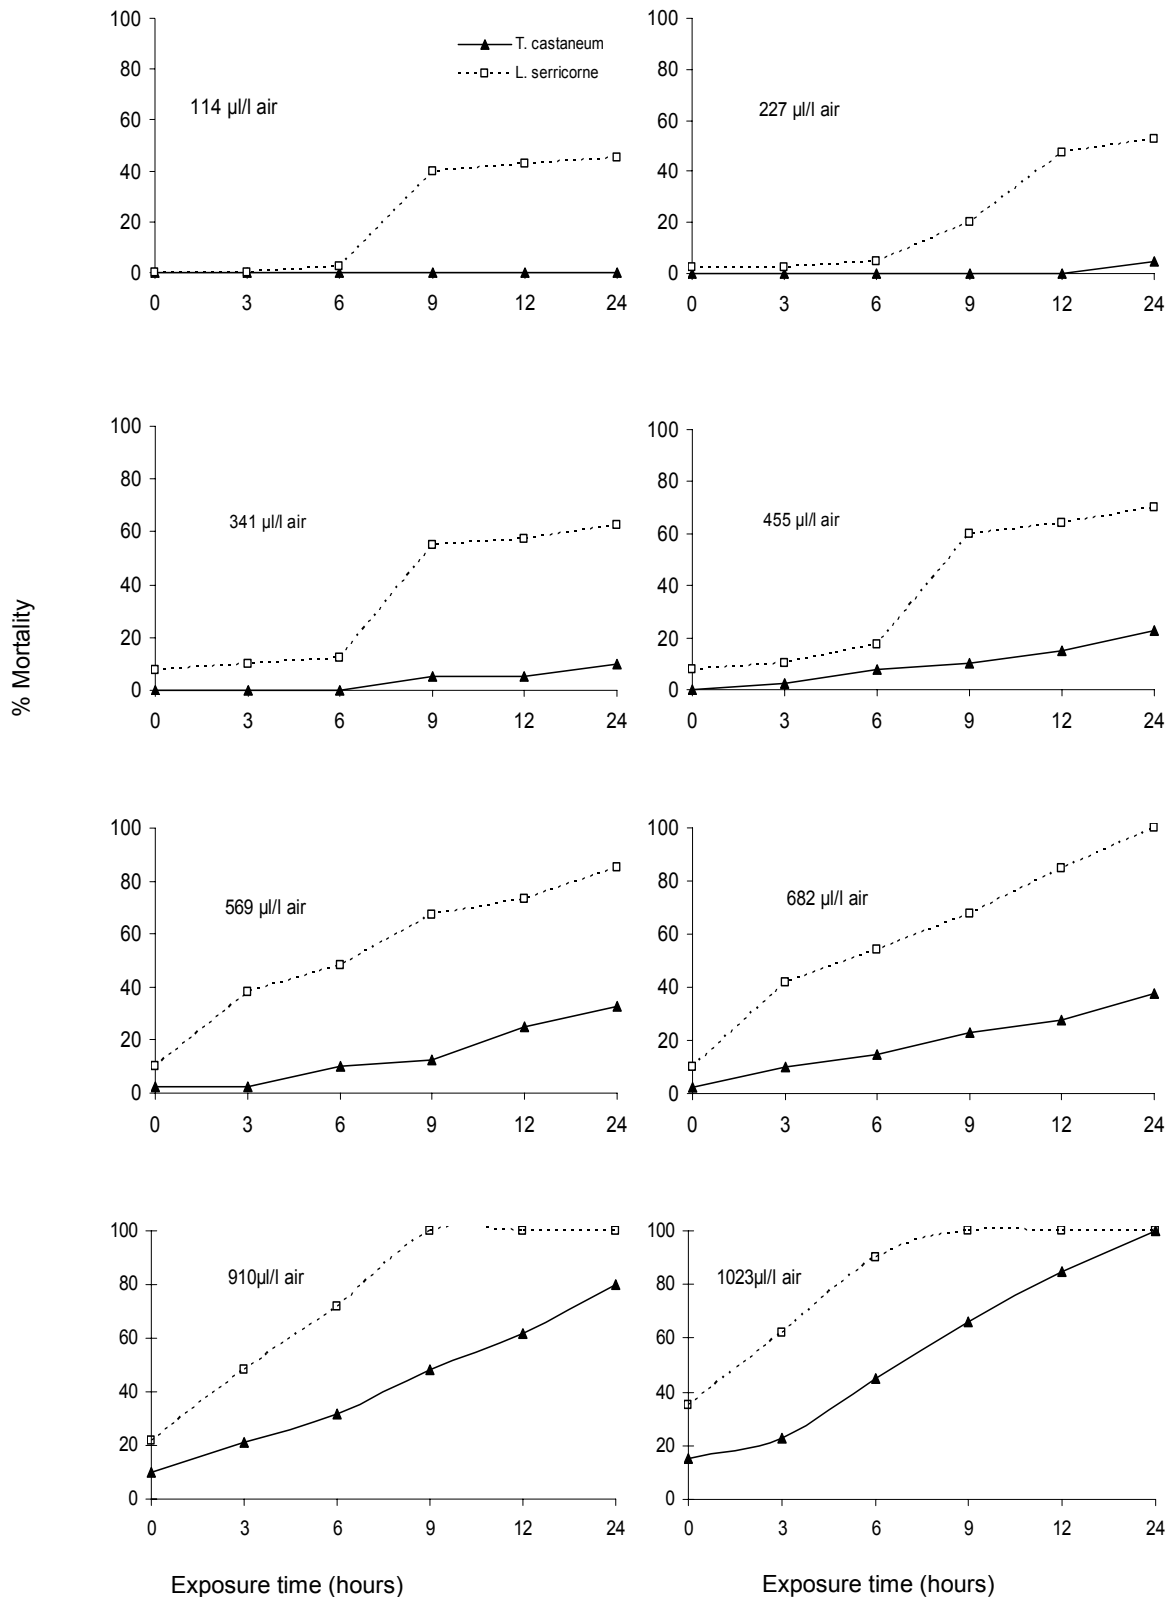 100
80
60
40
20
0
0 3 6 9 12 24
T. castaneum
L. serricorne
114 µl/l air
100
80
60
40
20
0
0 3 6 9 12 24
227 µl/l air
% Mortality
100
80
60
40
20
0
0 3 6 9 12 24
341 µl/l air
100
80
60
40
20
0
0 3 6 9 12 24
455 µl/l air
100
80
60
40
20
0
0 3 6 9 12 24
569 µl/l air
100
80
60
40
20
0
0 3 6 9 12 24
682 µl/l air
100
80
60
40
20
0
0 3 6 9 12 24
910µl/l air
100
80
60
40
20
0
0 3 6 9 12 24
1023µl/l air
Exposure time (hours)
Exposure time (hours)